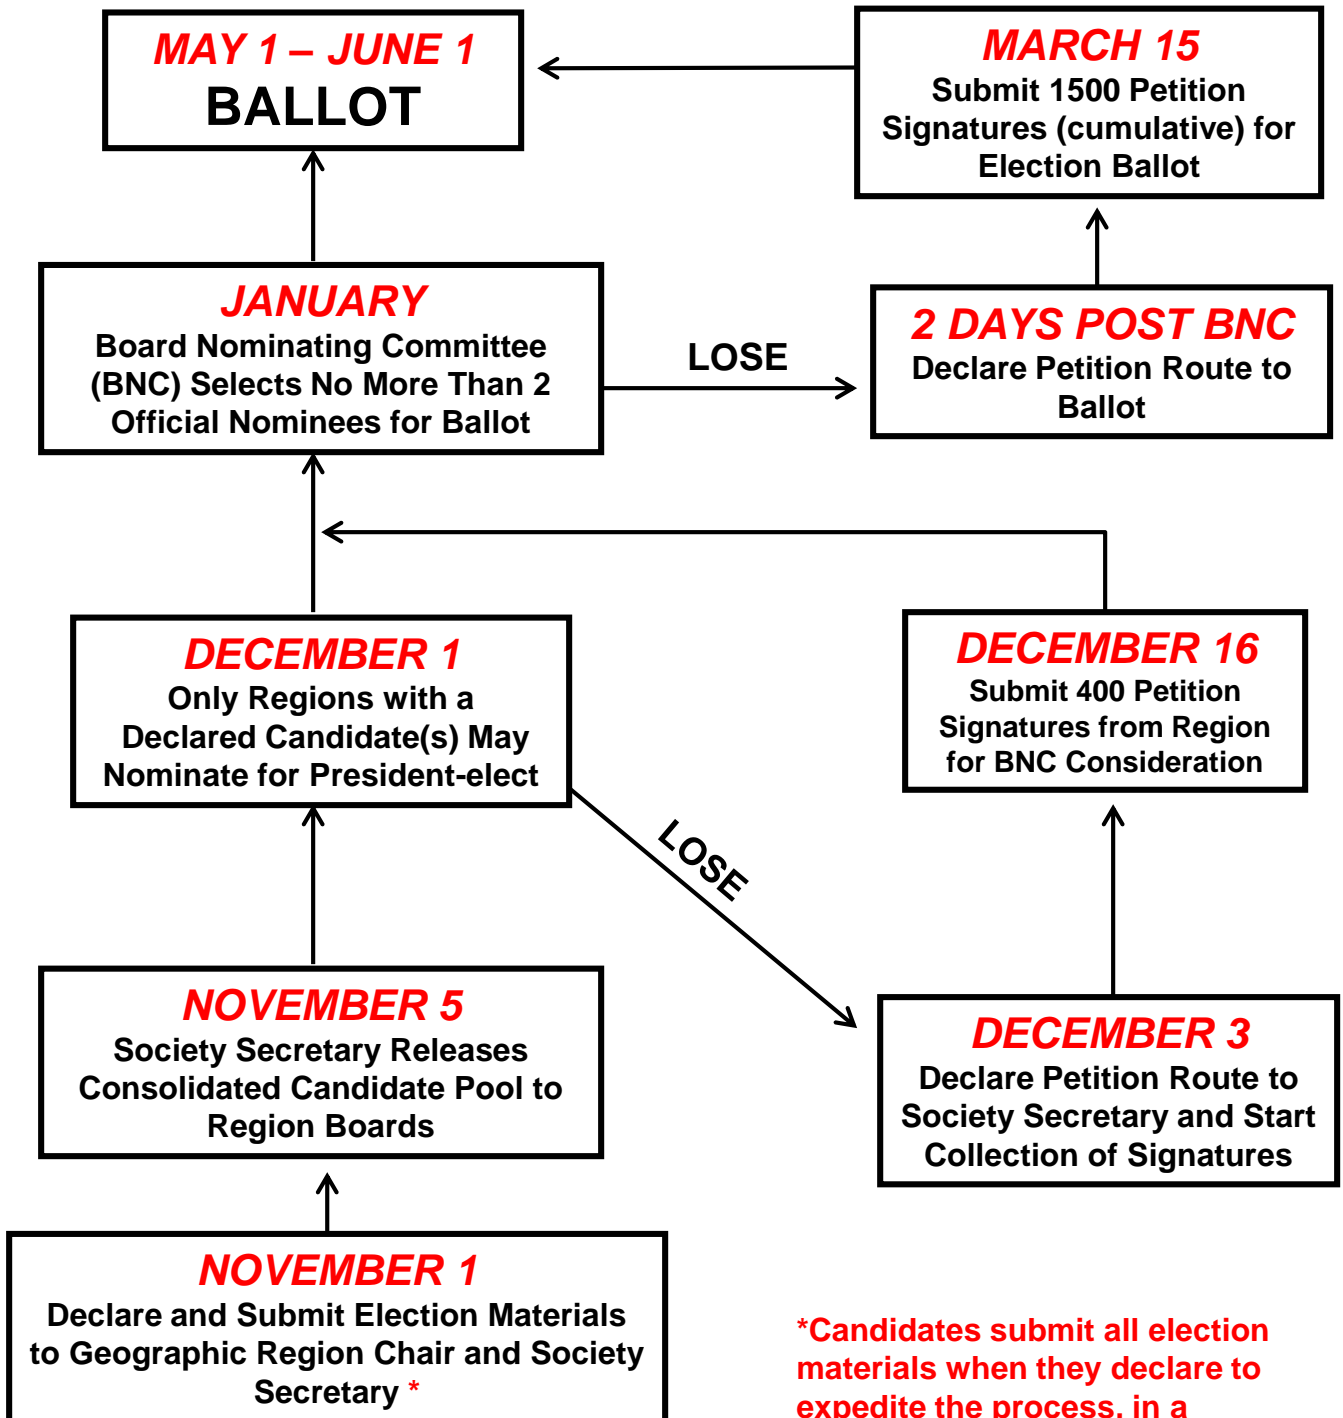 MAY 1 – JUNE 1
BALLOT
MARCH 15
Submit 1500 Petition
Signatures (cumulative) for
Election Ballot
JANUARY
Board Nominating Committee
(BNC) Selects No More Than 2
Official Nominees for Ballot
LOSE
2 DAYS POST BNC
Declare Petition Route to
Ballot
DECEMBER 1
Only Regions with a
Declared Candidate(s) May
Nominate for President-elect
DECEMBER 16
Submit 400 Petition
Signatures from Region
for BNC Consideration
LOSE
NOVEMBER 5
Society Secretary Releases
Consolidated Candidate Pool to
Region Boards
DECEMBER 3
Declare Petition Route to
Society Secretary and Start
Collection of Signatures
NOVEMBER 1
Declare and Submit Election Materials
to Geographic Region Chair and Society
Secretary *
*Candidates submit all election
materials when they declare to
expedite the process, in a